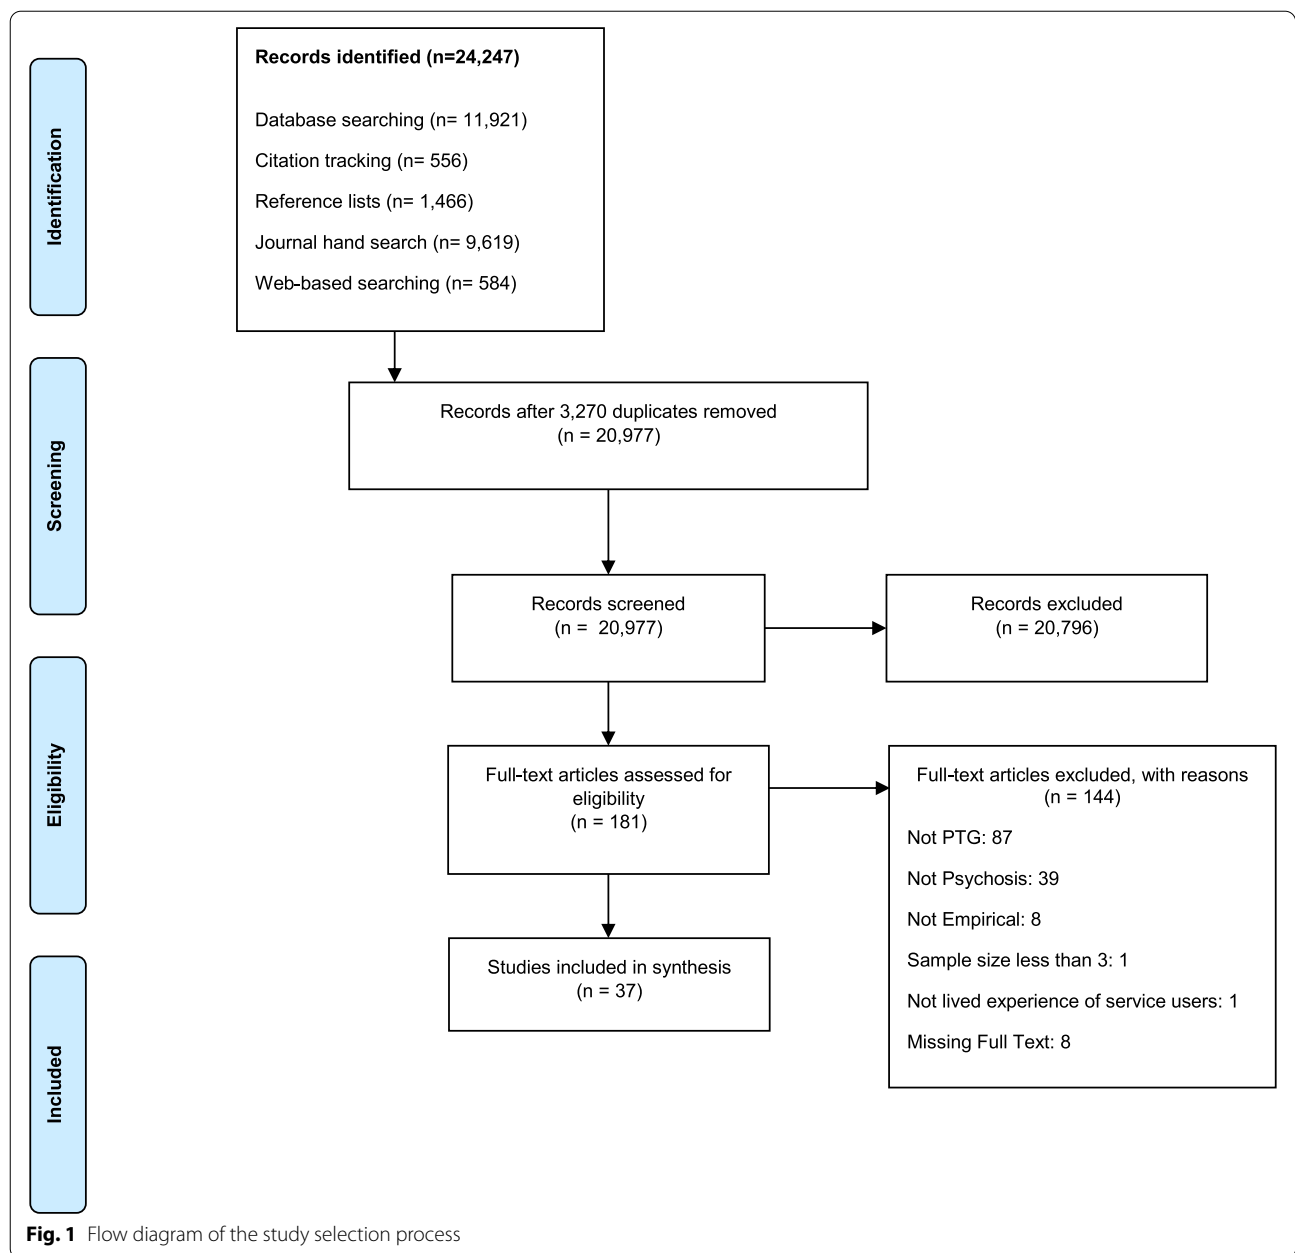 Identification
Records identified (n=24,247)
Database searching (n= 11,921)
Citation tracking (n= 556)
Reference lists (n= 1,466)
Journal hand search (n= 9,619)
Web-based searching (n= 584)
Screening
Records after 3,270 duplicates removed
(n = 20,977)
Records screened
(n =  20,977)
Records excluded
(n = 20,796)
Eligibility
Full-text articles assessed for
eligibility
(n = 181)
Full-text articles excluded, with reasons
(n = 144)
Not PTG: 87
Not Psychosis: 39
Not Empirical: 8
Sample size less than 3: 1
Not lived experience of service users: 1
Missing Full Text: 8
Included
Studies included in synthesis
(n = 37)
Fig. 1 Flow diagram of the study selection process